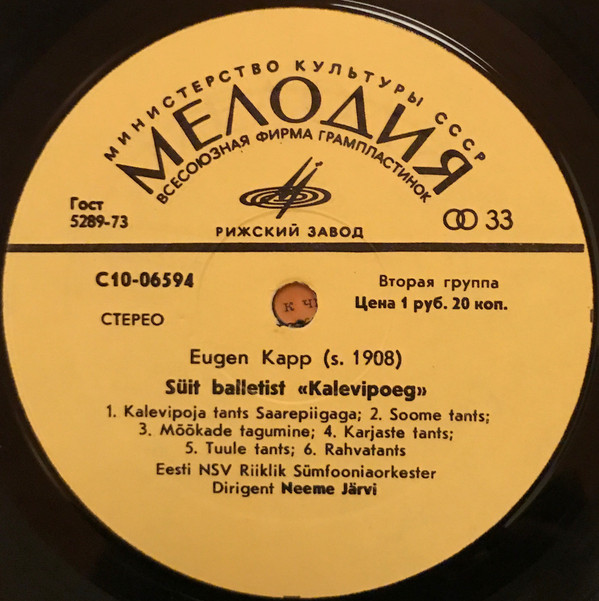 МИНИСТЕРСТВО КУЛЬТУРЫ СССР
МЕЛОДИЯ
ВСЕСОЮЗНАЯ ФИРМА ГРАМПЛАСТИНОК
Гост
5289-73
33
РИЖСКИЙ ЗАВОД
С10-06594
Вторая группа
Цена 1 руб. 20 коп.
СТЕРЕО
к ч
Eugen Kapp (s. 1908)
Süit balletist «Kalevipoeg»
1. Kalevipoja tants Saarepiigaga; 2. Soome tants;
3. Mõõkade tagumine; 4. Karjaste tants;
5. Tuule tants; 6. Rahvatants
Eesti NSV Riiklik Sümfooniaorkester
Dirigent Neeme Järvi